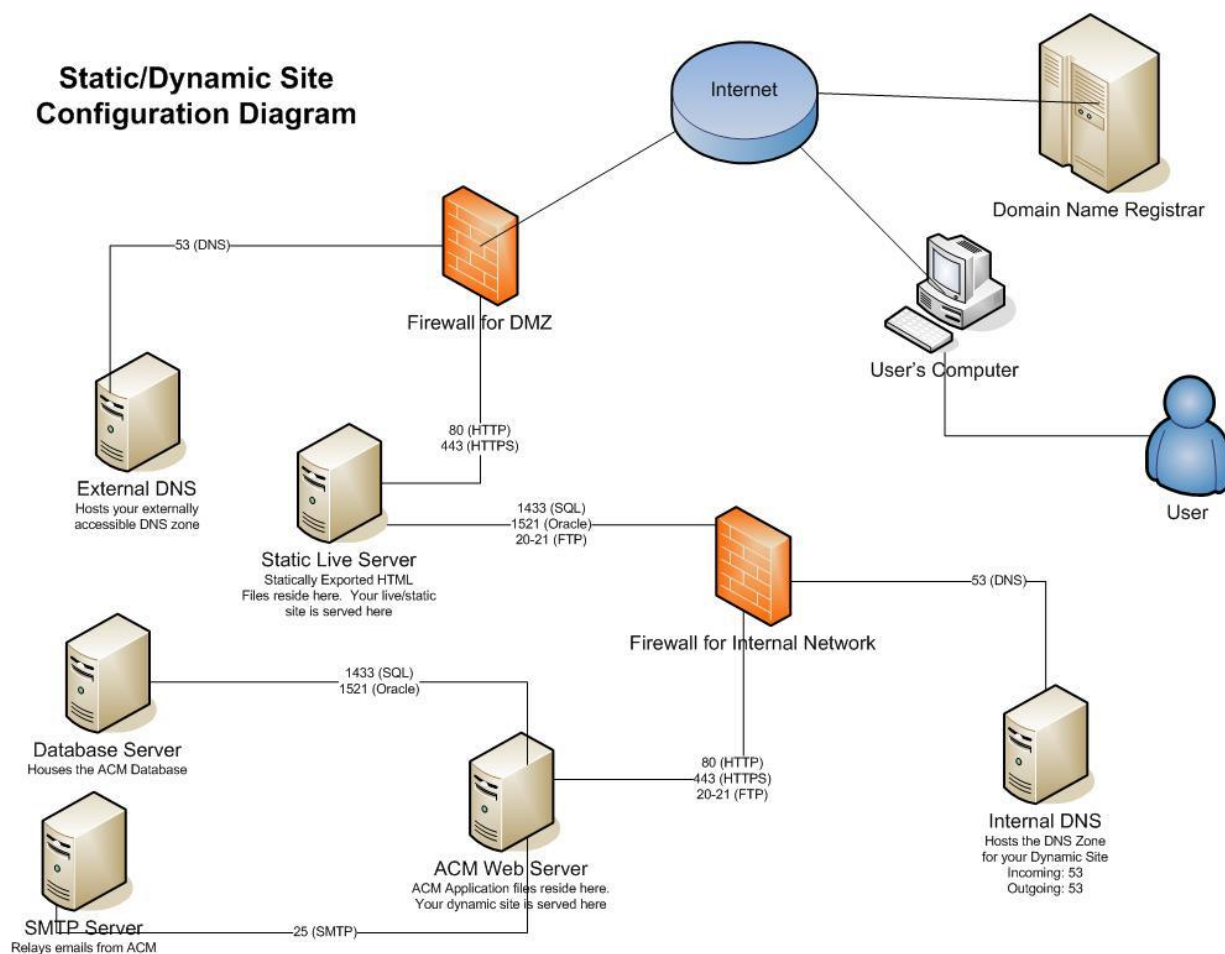 Static/Dynamic Site
Configuration Diagram
Internet
Domain Name Registrar
53 (DNS)
Firewall for DMZ
User's Computer
80 (HTTP)
443 (HTTPS)
External DNS
Hosts your externally
accessible DNS zone
User
1433 (SQL)
1521 (Oracle)
20-21 (FTP)
Static Live Server
Statically Exported HTML
Files reside here. Your live/static
site is served here
53 (DNS)
Firewall for Internal Network
1433 (SQL)
1521 (Oracle)
Database Server
Houses the ACM Database
80 (HTTP)
443 (HTTPS)
20-21 (FTP)
Internal DNS
Hosts the DNS Zone
for your Dynamic Site
Incoming: 53
Outgoing: 53
ACM Web Server
ACM Application files reside here.
Your dynamic site is served here
SMTP Server
Relays emails from ACM
25 (SMTP)